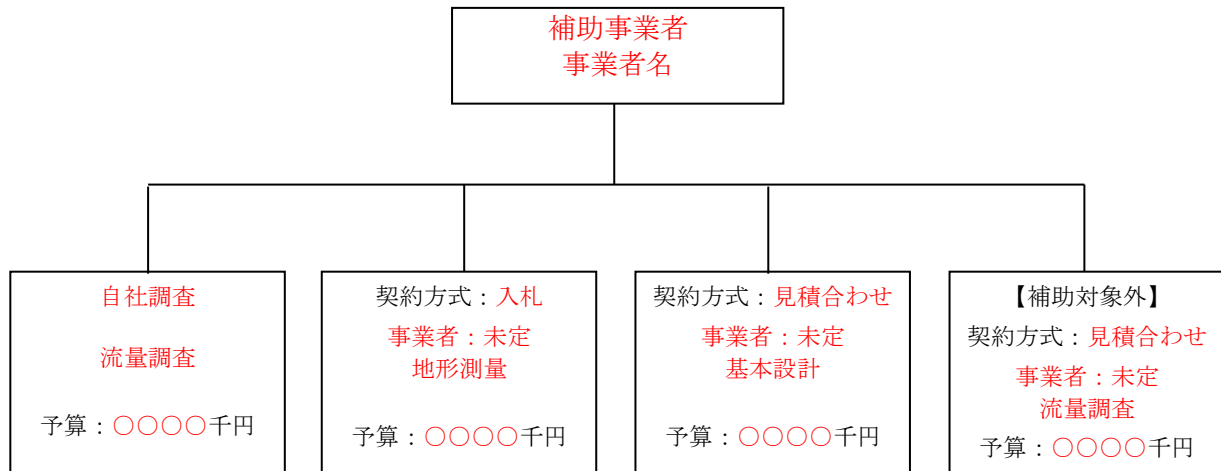 補助事業者
事業者名
自社調査
流量調査
予算：○○○○千円
契約方式：入札
事業者：未定
地形測量
予算：○○○○千円
契約方式：見積合わせ
事業者：未定
基本設計
予算：○○○○千円
【補助対象外】
契約方式：見積合わせ
事業者：未定
流量調査
予算：○○○○千円